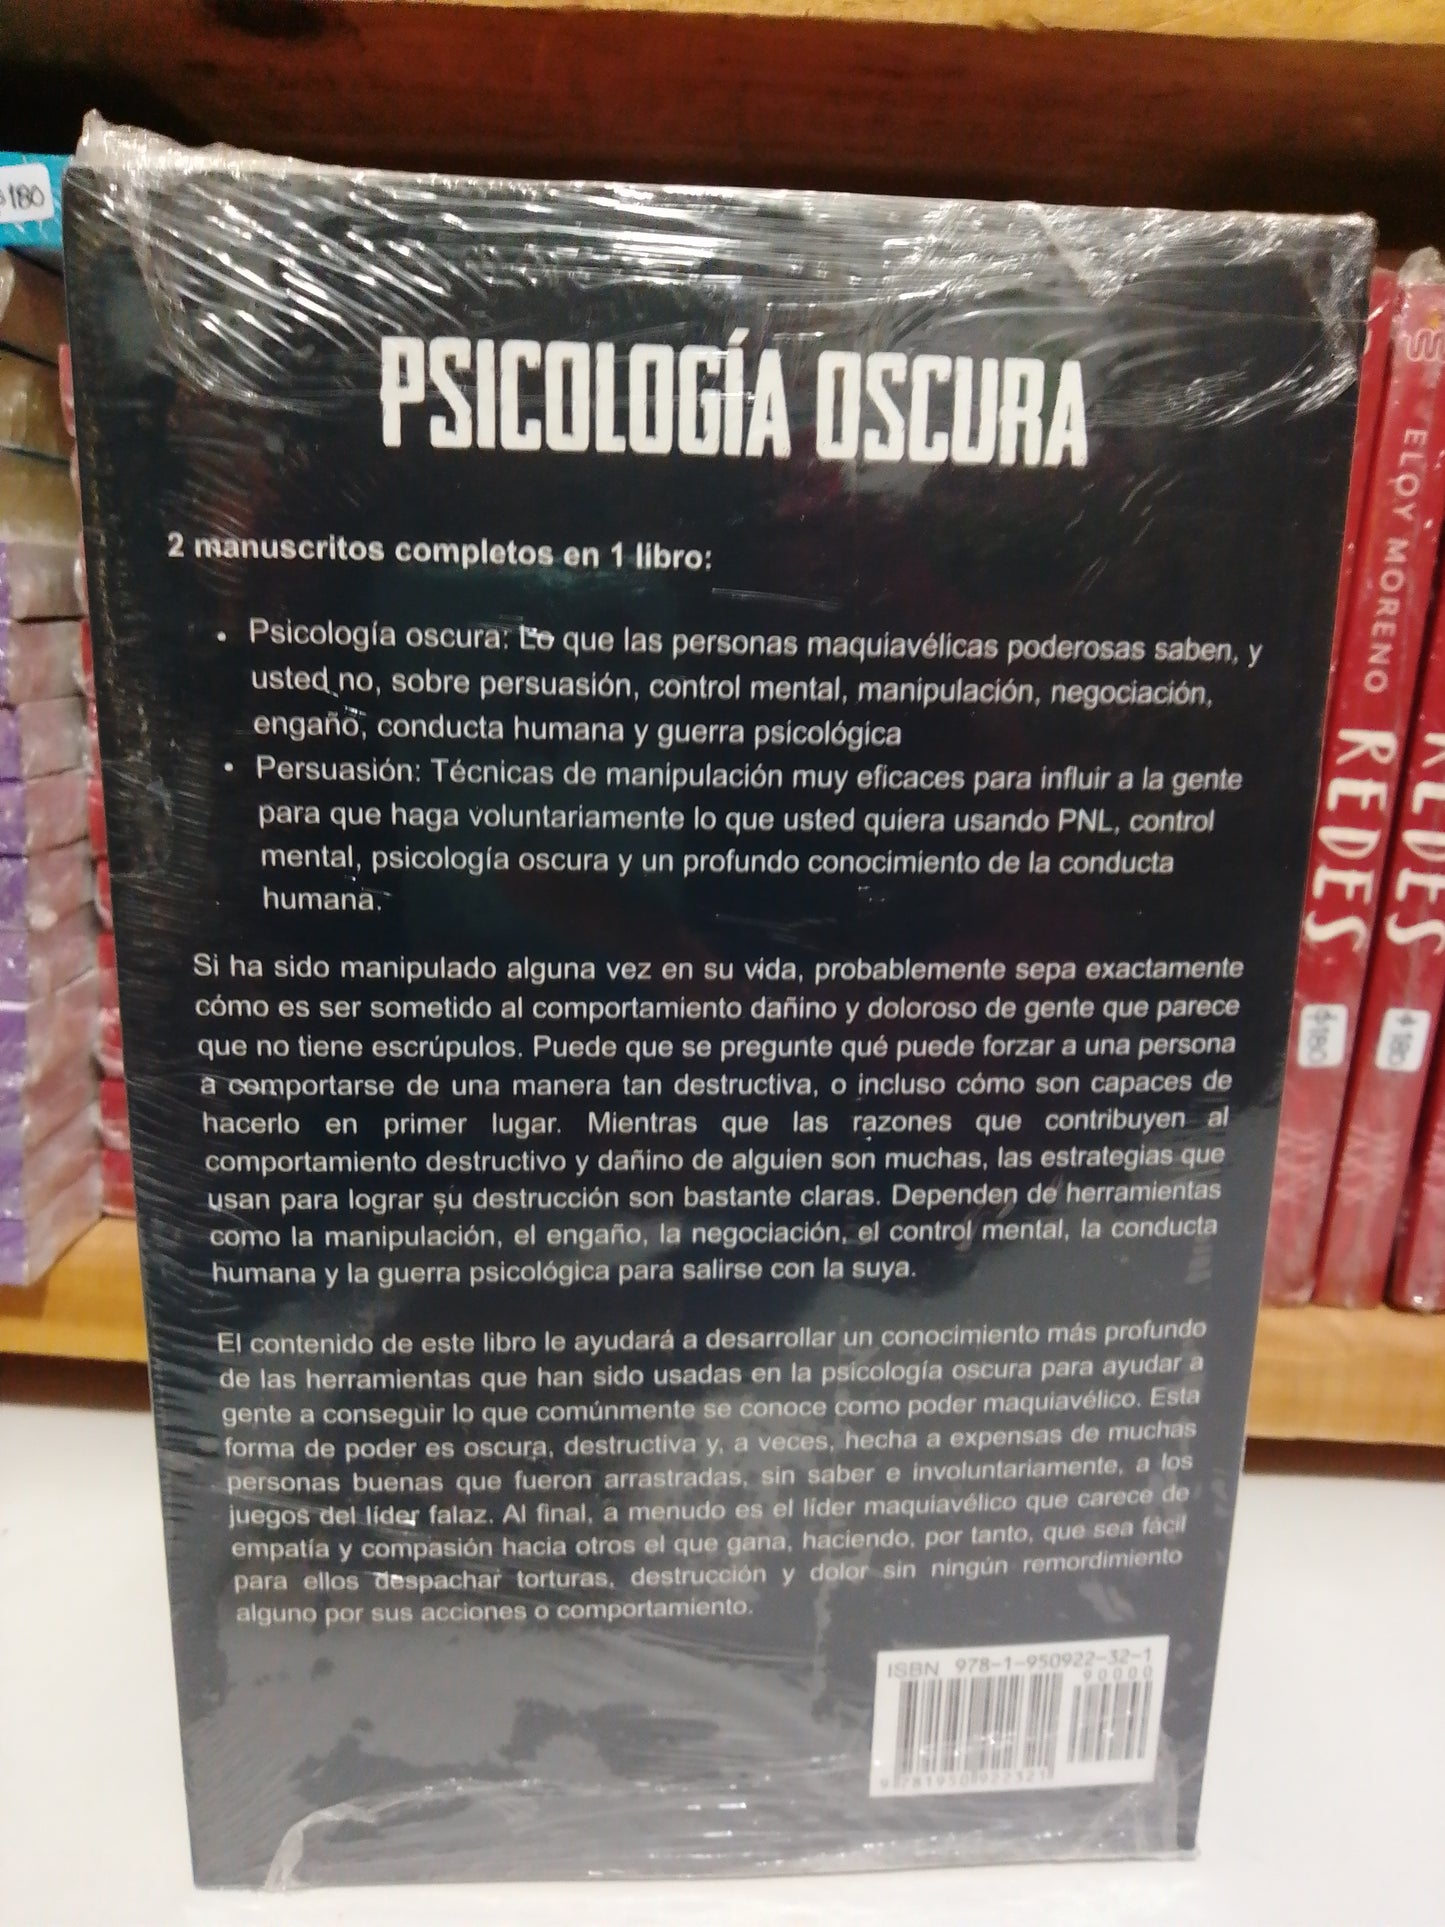 180
PSICOLOGÍA OSCURA
2 manuscritos completos en 1 libro:
• Psicología oscura: Lo que las personas maquiavélicas poderosas saben, y
usted no, sobre persuasión, control mental, manipulación, negociación,
engaño, conducta humana y guerra psicológica
• Persuasión: Técnicas de manipulación muy eficaces para influir a la gente
para que haga voluntariamente lo que usted quiera usando PNL, control
mental, psicología oscura y un profundo conocimiento de la conducta
humana.
Si ha sido manipulado alguna vez en su vida, probablemente sepa exactamente
cómo es ser sometido al comportamiento dañino y doloroso de gente que parece
que no tiene escrúpulos. Puede que se pregunte qué puede forzar a una persona
a comportarse de una manera tan destructiva, o incluso cómo son capaces de
hacerlo en primer lugar. Mientras que las razones que contribuyen al
comportamiento destructivo y dañino de alguien son muchas, las estrategias que
usan para lograr su destrucción son bastante claras. Dependen de herramientas
como la manipulación, el engaño, la negociación, el control mental, la conducta
humana y la guerra psicológica para salirse con la suya.
El contenido de este libro le ayudará a desarrollar un conocimiento más profundo
de las herramientas que han sido usadas en la psicología oscura para ayudar a
gente a conseguir lo que comúnmente se conoce como poder maquiavélico. Esta
forma de poder es oscura, destructiva y, a veces, hecha a expensas de muchas
personas buenas que fueron arrastradas, sin saber e involuntariamente, a los
juegos del líder falaz. Al final, a menudo es el líder maquiavélico que carece de
empatía y compasión hacia otros el que gana, haciendo, por tanto, que sea fácil
para ellos despachar torturas, destrucción y dolor sin ningún remordimiento
alguno por sus acciones o comportamiento.
ISBN 978-1-950922-32-1
90000
9 781950 922321
ELOY MORENO
REDES
$180
REDES
$180